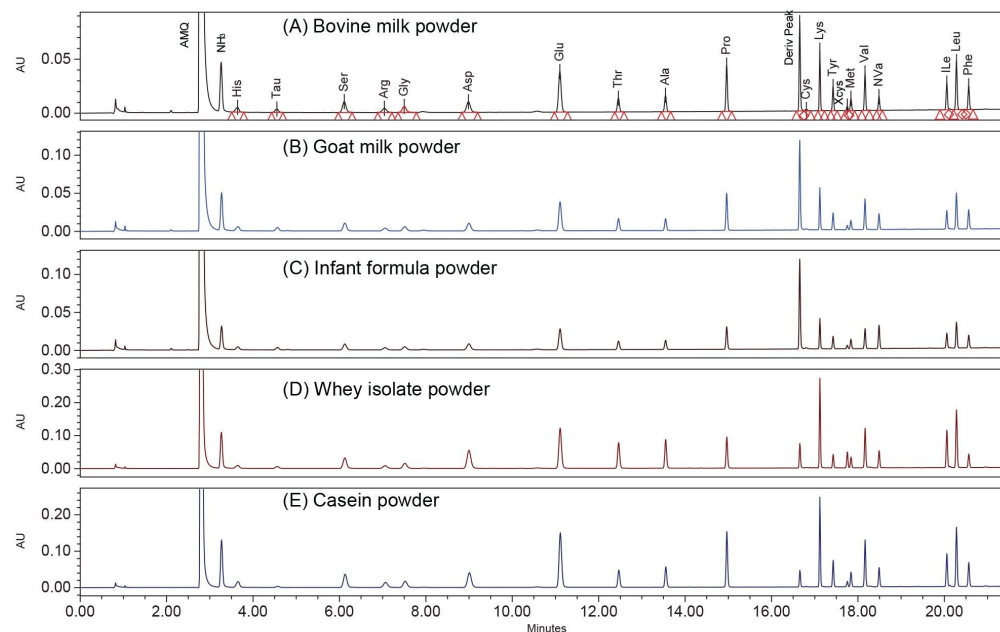 (A) Bovine milk powder
AMQ
NH₃
His
Tau
Ser
Arg
Gly
Asp
Glu
Thr
Ala
Pro
Deriv Peak
Cys
Lys
Tyr
Xcys
Met
Val
NVa
ILe
Leu
Phe
AU
0.05
0.00
(B) Goat milk powder
AU
0.10
0.05
0.00
(C) Infant formula powder
AU
0.10
0.05
0.00
(D) Whey isolate powder
AU
0.30
0.20
0.10
0.00
(E) Casein powder
AU
0.20
0.10
0.00
0.00 2.00 4.00 6.00 8.00 10.00 12.00 14.00 16.00 18.00 20.00
Minutes